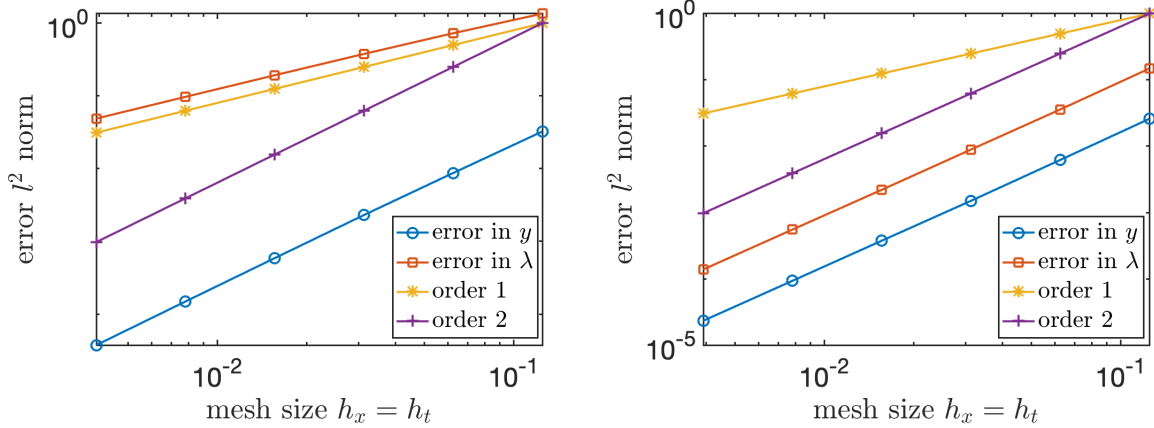 10^0
error l^2 norm
error in y
error in λ
order 1
order 2
10^-2
10^-1
mesh size h_x = h_t
10^0
error l^2 norm
error in y
error in λ
order 1
order 2
10^-5
10^-2
10^-1
mesh size h_x = h_t